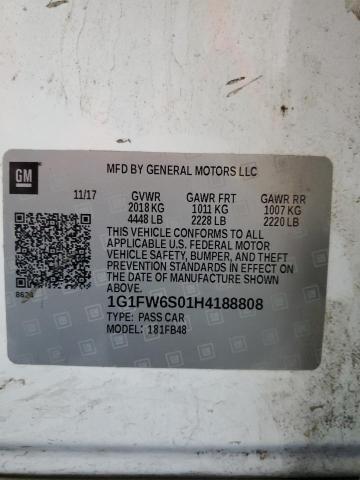 GM
MFD BY GENERAL MOTORS LLC
11/17 GVWR GAWR FRT GAWR RR
2018 KG 1011 KG 1007 KG
4448 LB 2228 LB 2220 LB
THIS VEHICLE CONFORMS TO ALL
APPLICABLE U.S. FEDERAL MOTOR
VEHICLE SAFETY, BUMPER, AND THEFT
PREVENTION STANDARDS IN EFFECT ON
THE DATE OF MANUFACTURE SHOWN
ABOVE.
8624
1G1FW6S01H4188808
TYPE: PASS CAR
MODEL: 181FB48